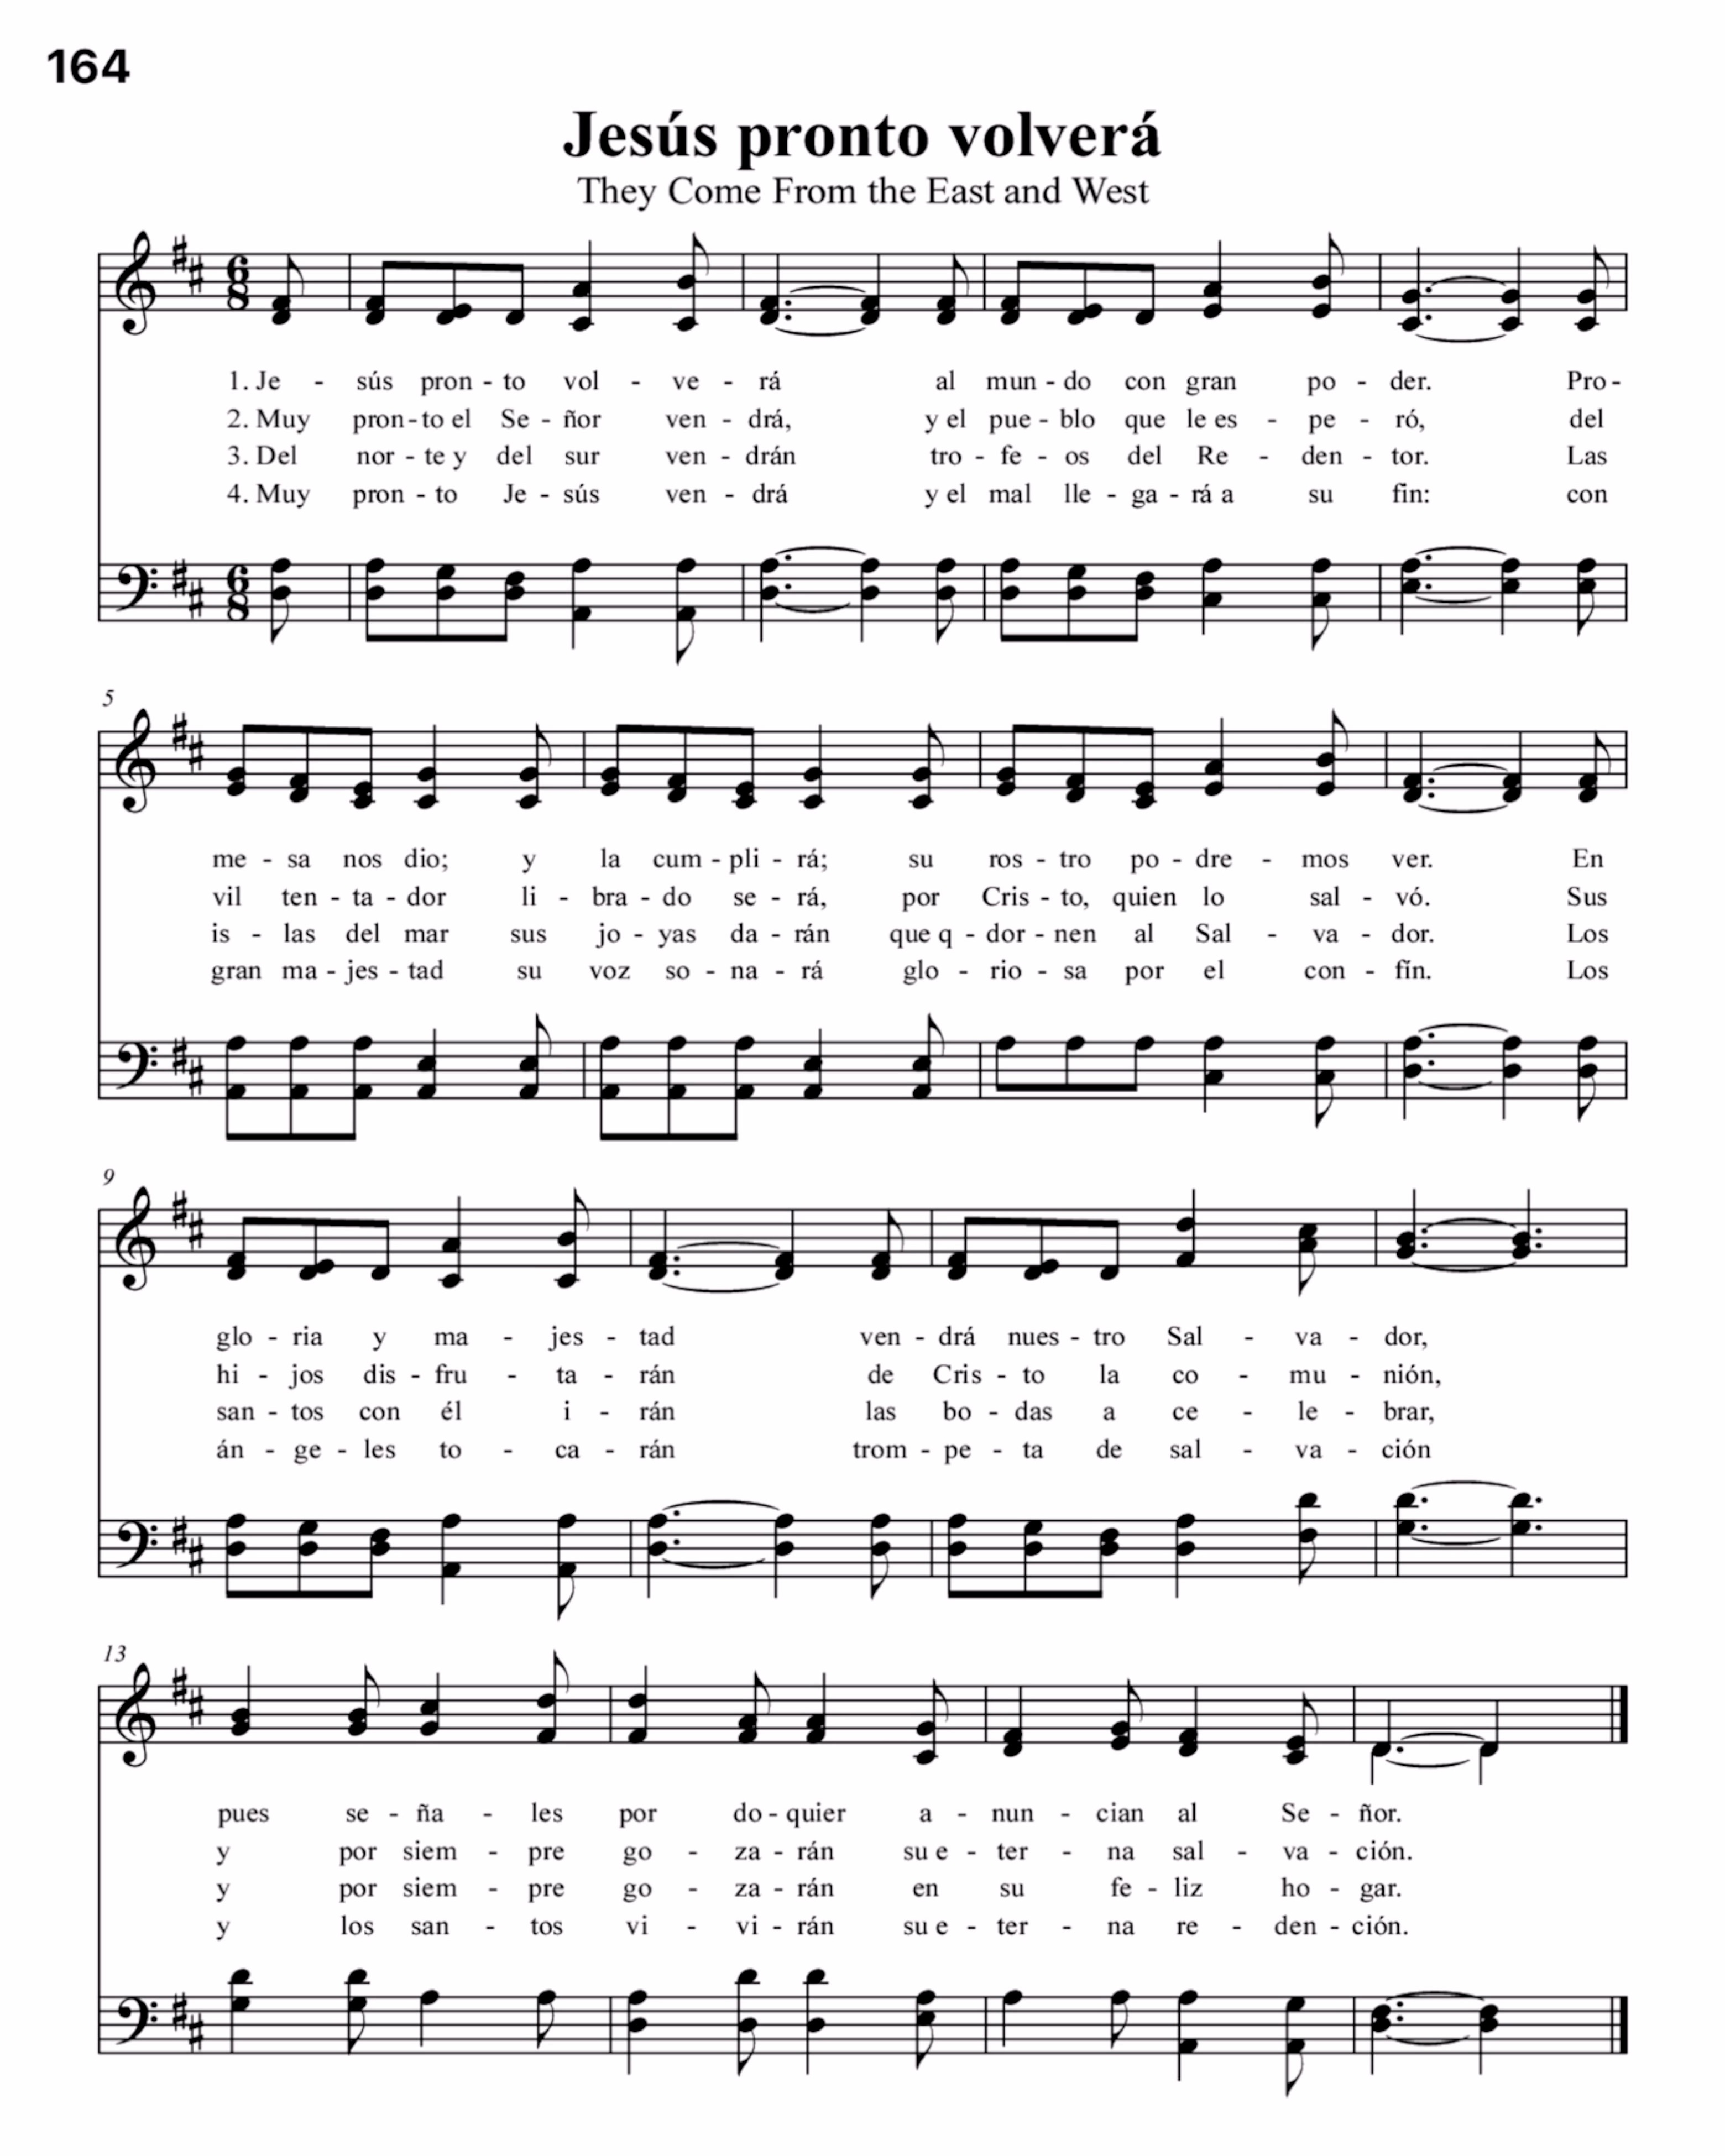 164
Jesús pronto volverá
They Come From the East and West
6
8
1. Je - sús pron - to vol - ve - rá al mun - do con gran po - der. Pro -
2. Muy pron - to el Se - ñor ven - drá, y el pue - blo que le es - pe - ró, del
3. Del nor - te y del sur ven - drán tro - fe - os del Re - den - tor. Las
4. Muy pron - to Je - sús ven - drá y el mal lle - ga - rá a su fin: con
6
8
5
me - sa nos dio; y la cum - pli - rá; su ros - tro po - dre - mos ver. En
vil ten - ta - dor li - bra - do se - rá, por Cris - to, quien lo sal - vó. Sus
is - las del mar sus jo - yas da - rán que q - dor - nen al Sal - va - dor. Los
gran ma - jes - tad su voz so - na - rá glo - rio - sa por el con - fín. Los
9
glo - ria y ma - jes - tad ven - drá nues - tro Sal - va - dor,
hi - jos dis - fru - ta - rán de Cris - to la co - mu - nión,
san - tos con él i - rán las bo - das a ce - le - brar,
án - ge - les to - ca - rán trom - pe - ta de sal - va - ción
13
pues se - ña - les por do - quier a - nun - cian al Se - ñor.
y por siem - pre go - za - rán su e - ter - na sal - va - ción.
y por siem - pre go - za - rán en su fe - liz ho - gar.
y los san - tos vi - vi - rán su e - ter - na re - den - ción.